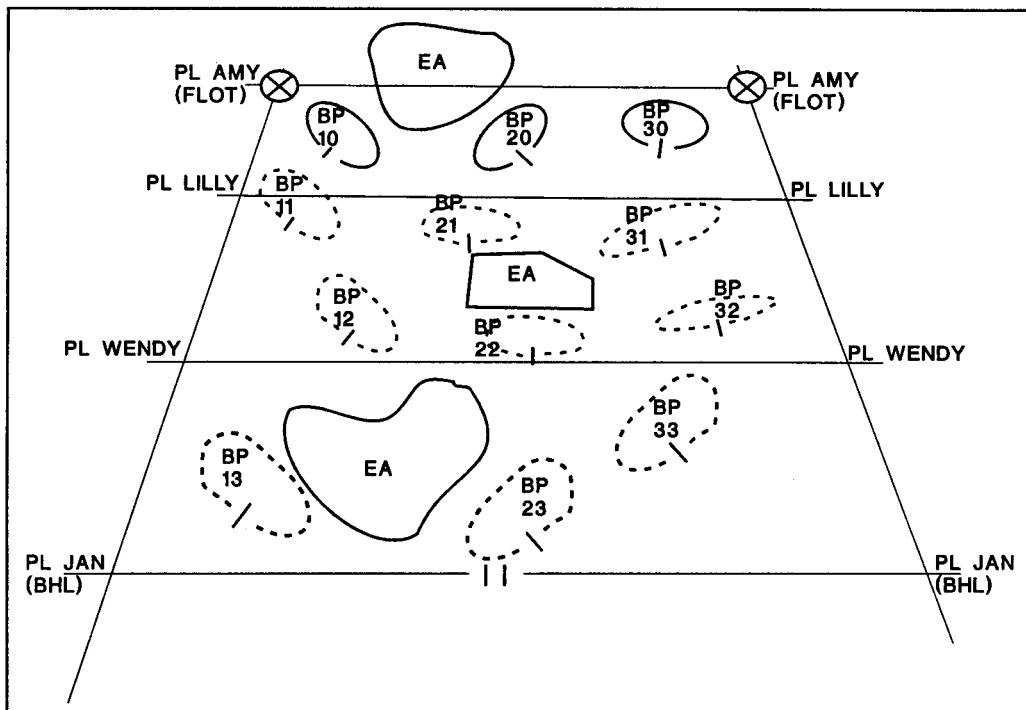 EA
PL AMY
(FLOT)
PL AMY
(FLOT)
BP
10
BP
20
BP
30
PL LILLY
BP
11
BP
21
BP
31
PL LILLY
EA
BP
12
BP
22
BP
32
PL WENDY
PL WENDY
BP
13
EA
BP
23
BP
33
PL JAN
(BHL)
PL JAN
(BHL)